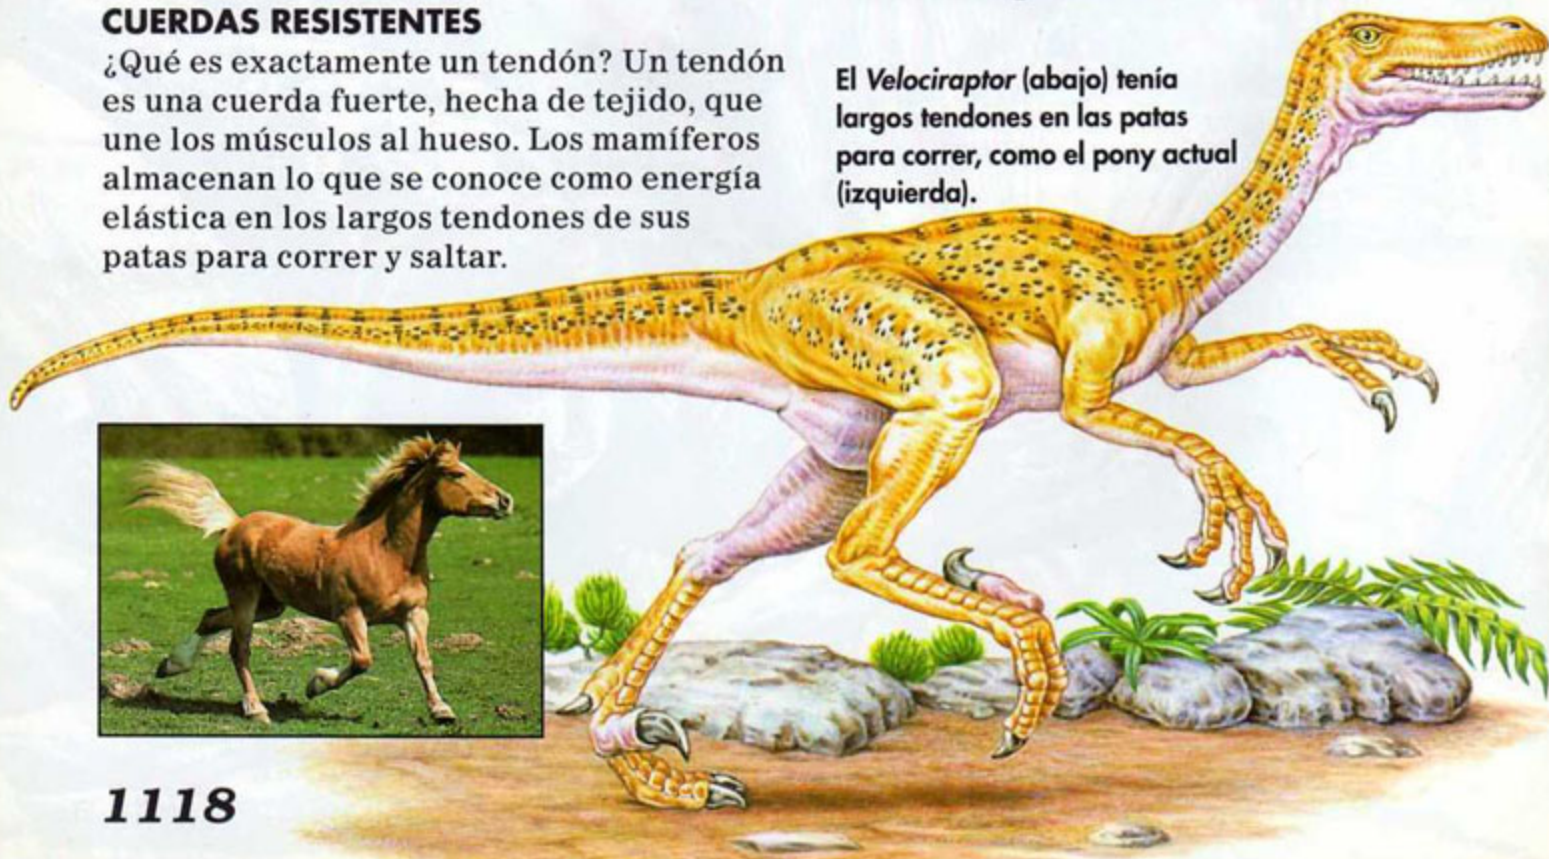 CUERDAS RESISTENTES
¿Qué es exactamente un tendón? Un tendón
es una cuerda fuerte, hecha de tejido, que
une los músculos al hueso. Los mamíferos
almacenan lo que se conoce como energía
elástica en los largos tendones de sus
patas para correr y saltar.
El Velociraptor (abajo) tenía
largos tendones en las patas
para correr, como el pony actual
(izquierda).
1118